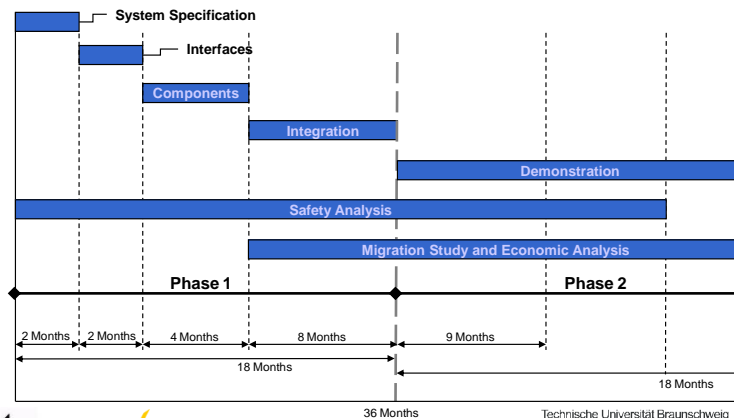 System Specification
Interfaces
Components
Integration
Demonstration
Safety Analysis
Migration Study and Economic Analysis
Phase 1
Phase 2
2 Months
2 Months
4 Months
8 Months
9 Months
18 Months
18 Months
36 Months
Technische Universität Braunschweig